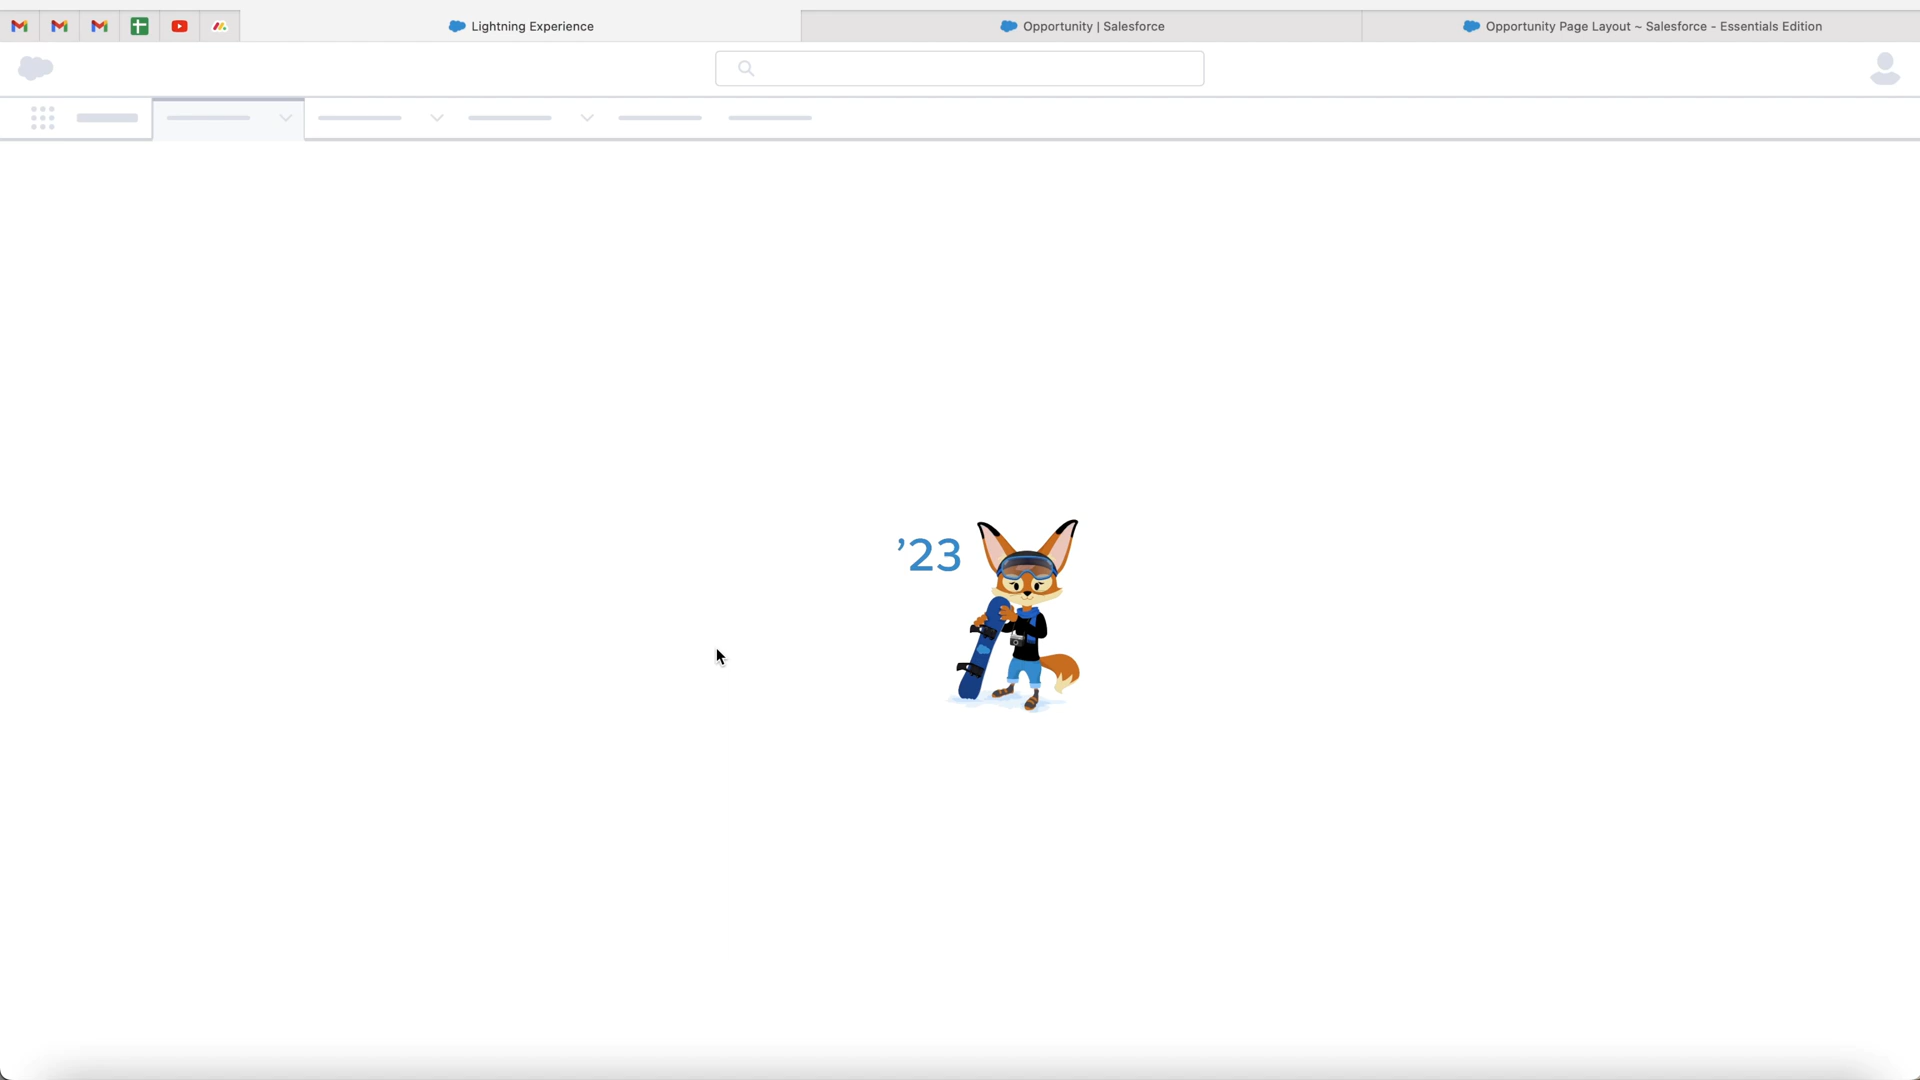 Lightning Experience
Opportunity | Salesforce
Opportunity Page Layout ~ Salesforce - Essentials Edition
’23